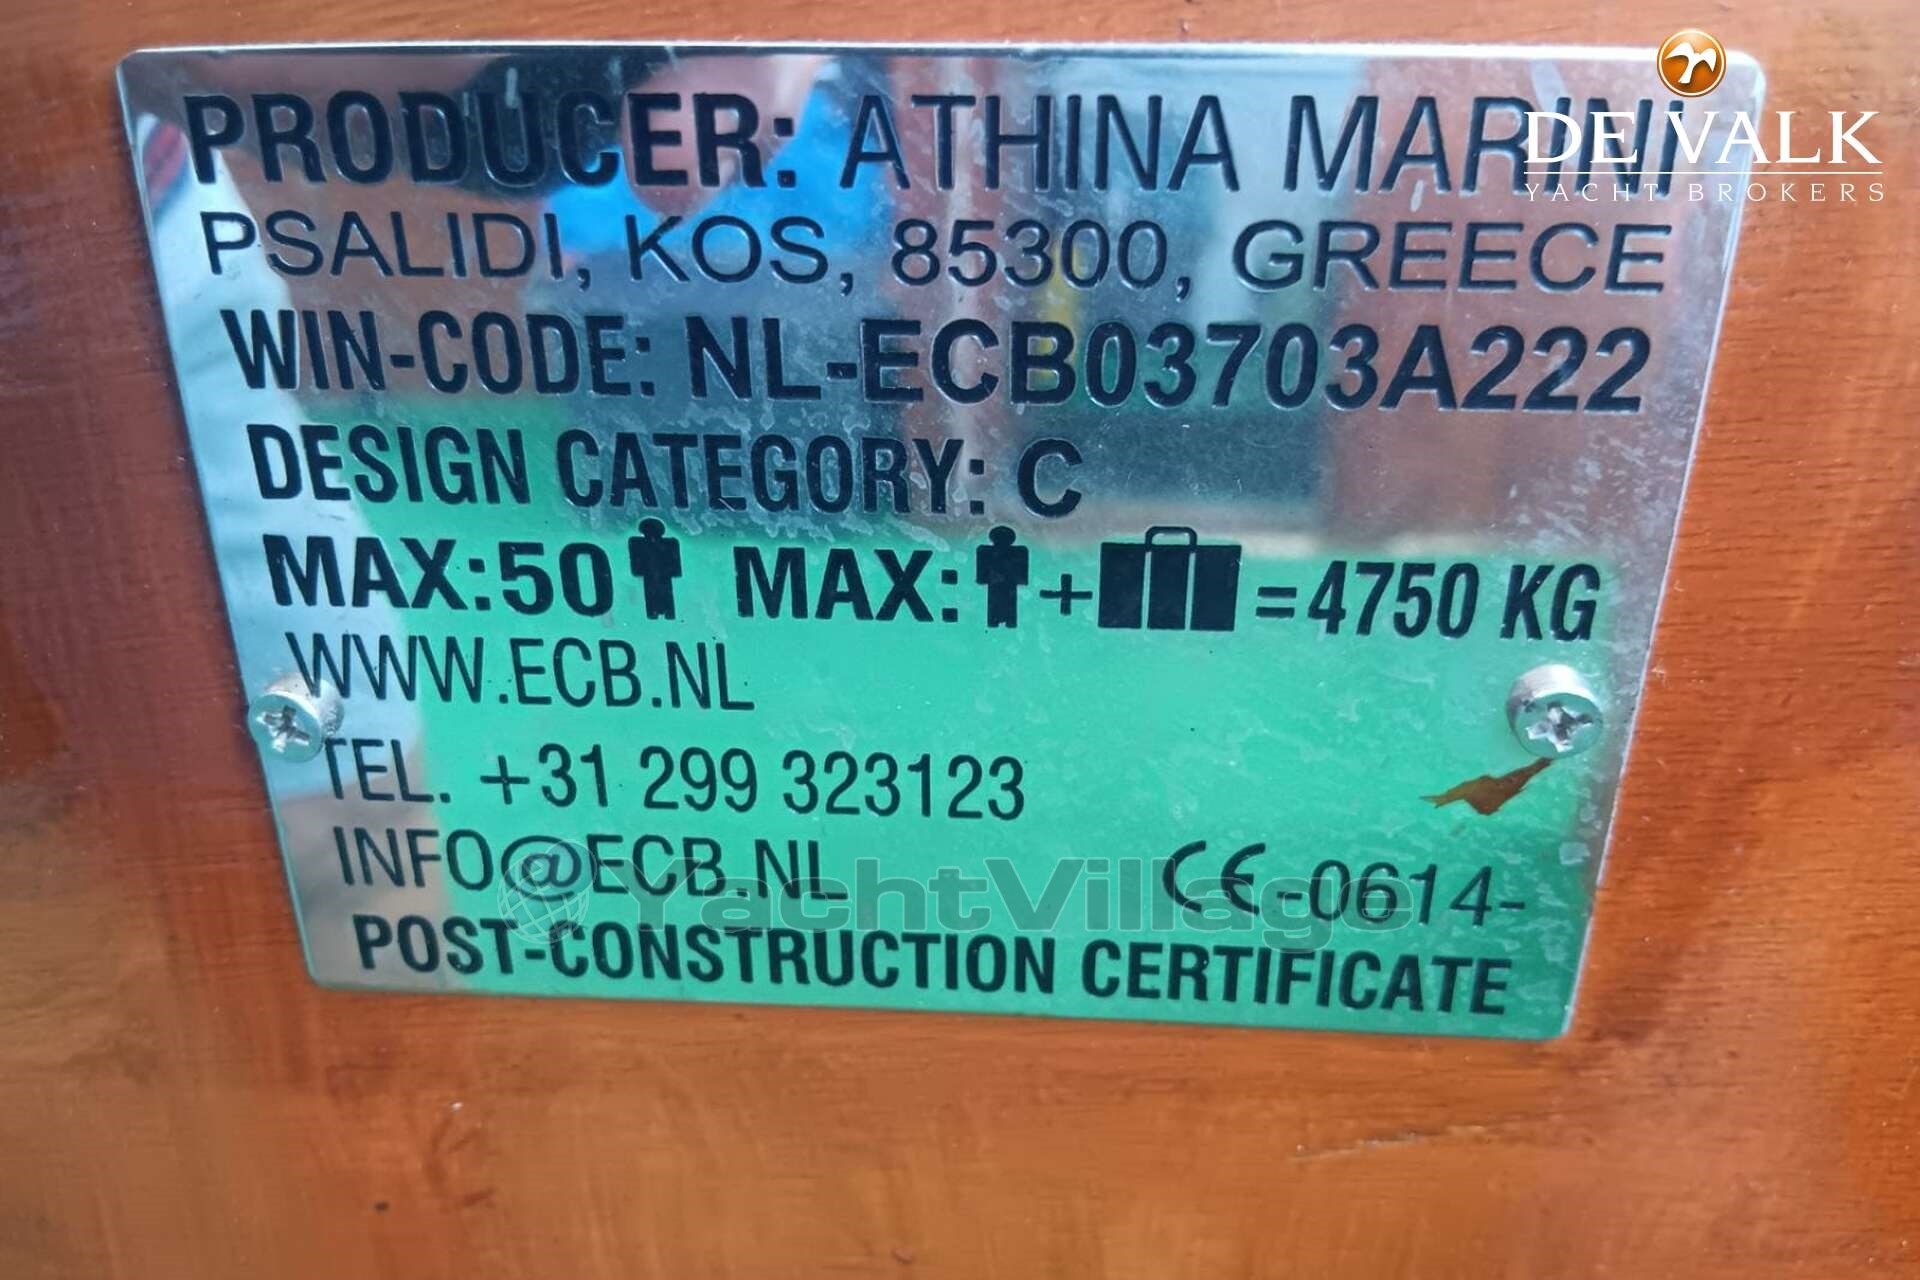 PRODUCER: ATHINA MARINI
PSALIDI, KOS, 85300, GREECE
WIN-CODE: NL-ECB03703A222
DESIGN CATEGORY: C
MAX:50 MAX: + =4750 KG
WWW.ECB.NL
TEL. +31 299 323123
INFO@ECB.NL CE-0614-
POST-CONSTRUCTION CERTIFICATE
DE VALK
YACHT BROKERS
YachtVillage